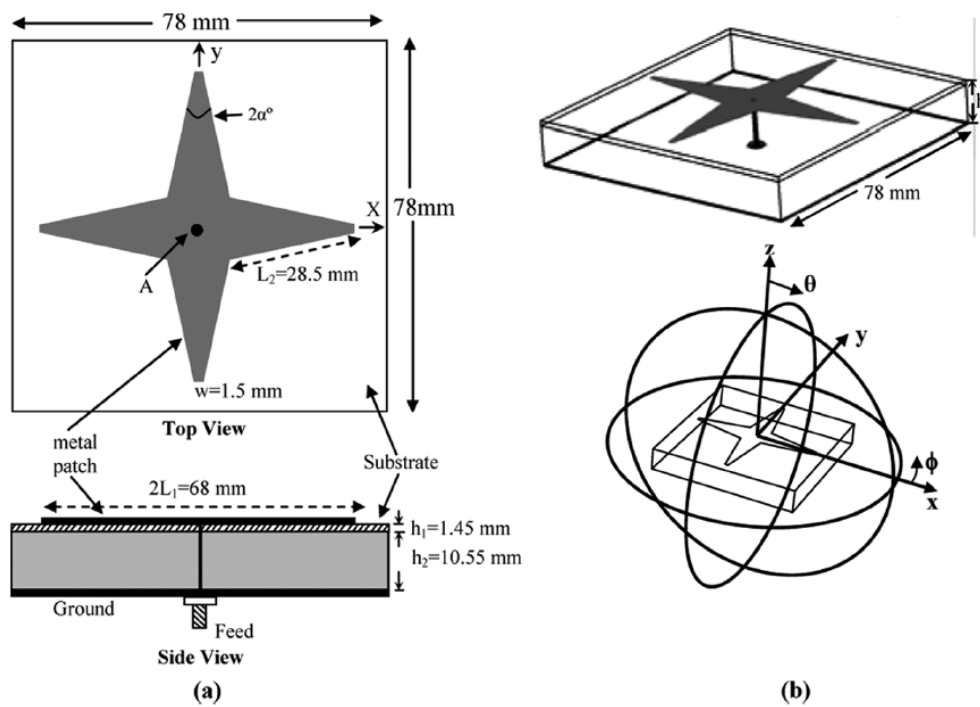 78 mm
y
2αº
X
78mm
A
L₂=28.5 mm
w=1.5 mm
Top View
metal
patch
Substrate
2L₁=68 mm
h₁=1.45 mm
h₂=10.55 mm
Ground
Feed
Side View
(a)
78 mm
z
θ
y
ϕ
x
(b)